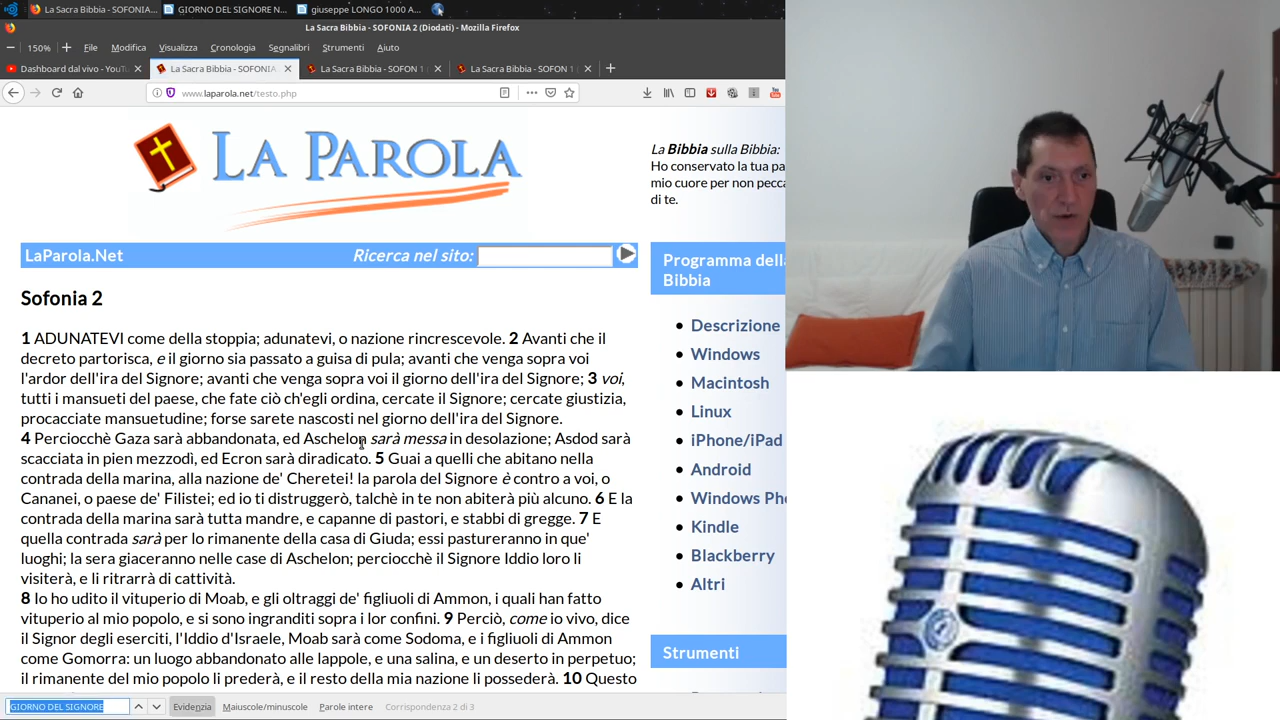 La Sacra Bibbia - SOFONIA...
GIORNO DEL SIGNORE N...
giuseppe LONGO 1000 A...
La Sacra Bibbia - SOFONIA 2 (Diodati) - Mozilla Firefox
150%
File Modifica Visualizza Cronologia Segnalibri Strumenti Aiuto
Dashboard dal vivo - YouTu
La Sacra Bibbia - SOFONIA
La Sacra Bibbia - SOFON 1
La Sacra Bibbia - SOFON 1
www.laparola.net/testo.php
LA PAROLA
La Bibbia sulla Bibbia:
Ho conservato la tua pa
mio cuore per non pecca
di te.
LaParola.Net
Ricerca nel sito:
Programma della
Bibbia
Descrizione
Windows
Macintosh
Linux
iPhone/iPad
Android
Windows Pho
Kindle
Blackberry
Altri
Strumenti
Sofonia 2
1 ADUNATEVI come della stoppia; adunatevi, o nazione rincrescevole. 2 Avanti che il
decreto partorisca, e il giorno sia passato a guisa di pula; avanti che venga sopra voi
l'ardor dell'ira del Signore; avanti che venga sopra voi il giorno dell'ira del Signore; 3 voi,
tutti i mansueti del paese, che fate ciò ch'egli ordina, cercate il Signore; cercate giustizia,
procacciate mansuetudine; forse sarete nascosti nel giorno dell'ira del Signore.
4 Perciocchè Gaza sarà abbandonata, ed Aschelon sarà messa in desolazione; Asdod sarà
scacciata in pien mezzodì, ed Ecron sarà diradicato. 5 Guai a quelli che abitano nella
contrada della marina, alla nazione de' Cheretei! la parola del Signore è contro a voi, o
Cananei, o paese de' Filistei; ed io ti distruggerò, talchè in te non abiterà più alcuno. 6 E la
contrada della marina sarà tutta mandre, e capanne di pastori, e stabbi di gregge. 7 E
quella contrada sarà per lo rimanente della casa di Giuda; essi pastureranno in que'
luoghi; la sera giaceranno nelle case di Aschelon; perciocchè il Signore Iddio loro li
visiterà, e li ritrarrà di cattività.
8 Io ho udito il vituperio di Moab, e gli oltraggi de' figliuoli di Ammon, i quali han fatto
vituperio al mio popolo, e si sono ingranditi sopra i lor confini. 9 Perciò, come io vivo, dice
il Signor degli eserciti, l'Iddio d'Israele, Moab sarà come Sodoma, e i figliuoli di Ammon
come Gomorra: un luogo abbandonato alle lappole, e una salina, e un deserto in perpetuo;
il rimanente del mio popolo li prederà, e il resto della mia nazione li possederà. 10 Questo
GIORNO DEL SIGNORE
Evidenzia
Maiuscole/minuscole
Parole intere
Corrispondenza 2 di 3